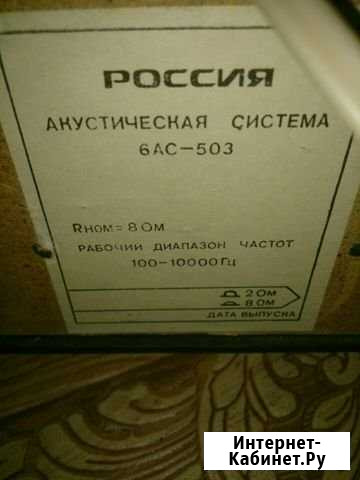 РОССИЯ
АКУСТИЧЕСКАЯ СИСТЕМА
6АС-503
Rном = 8 Ом
РАБОЧИЙ ДИАПАЗОН ЧАСТОТ
100-10000 Гц
2 Ом
8 Ом
ДАТА ВЫПУСКА
Интернет-
Кабинет.Ру